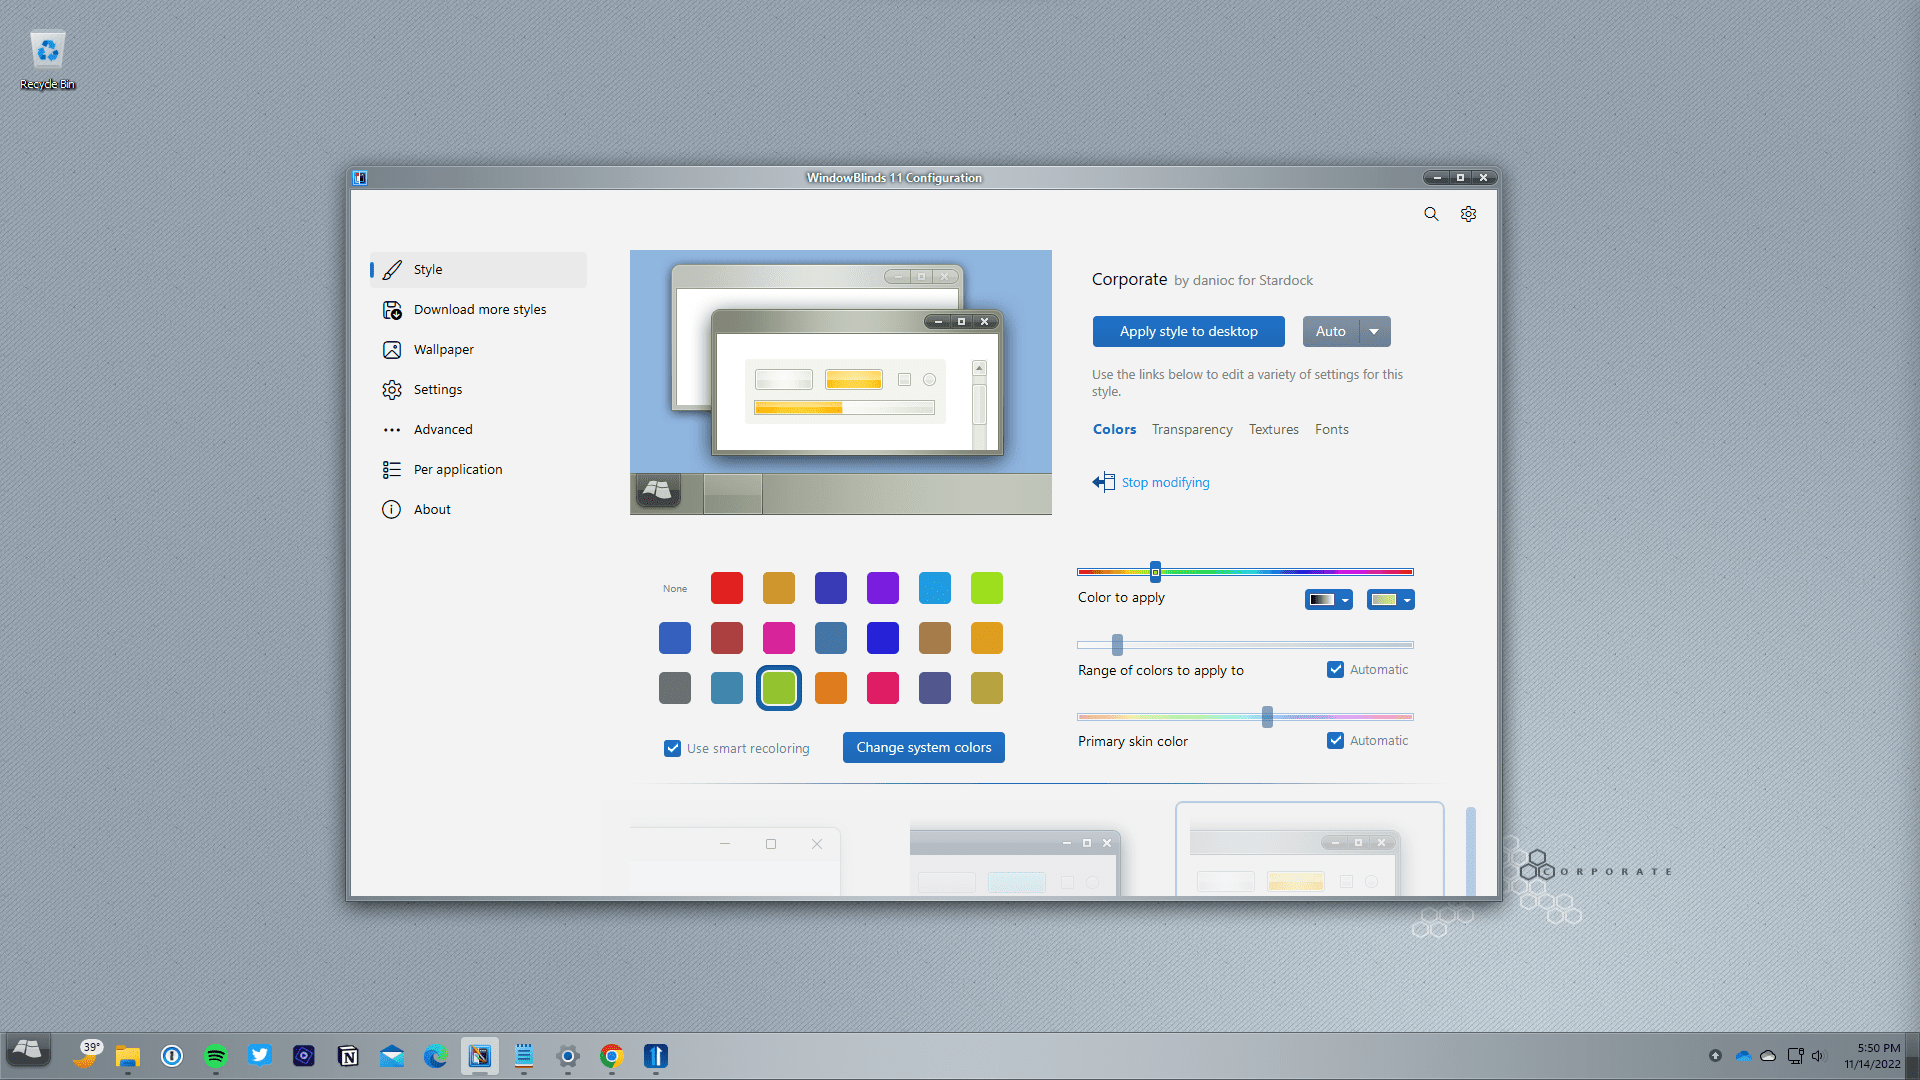 Recycle Bin
WindowBlinds 11 Configuration
Style
Download more styles
Wallpaper
Settings
Advanced
Per application
About
Corporate by danioc for Stardock
Apply style to desktop
Auto
Use the links below to edit a variety of settings for this
style.
Colors
Transparency
Textures
Fonts
Stop modifying
None
Use smart recoloring
Change system colors
Color to apply
Range of colors to apply to
Automatic
Primary skin color
Automatic
CORPORATE
39°
5:50 PM
11/14/2022